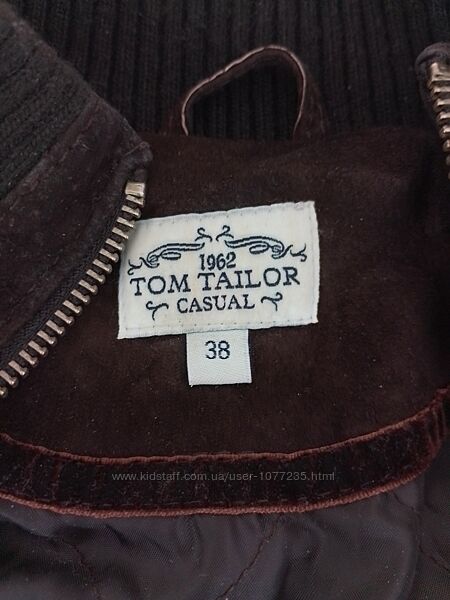 1962
TOM TAILOR
CASUAL
38
www.kidstaff.com.ua/user-1077235.html